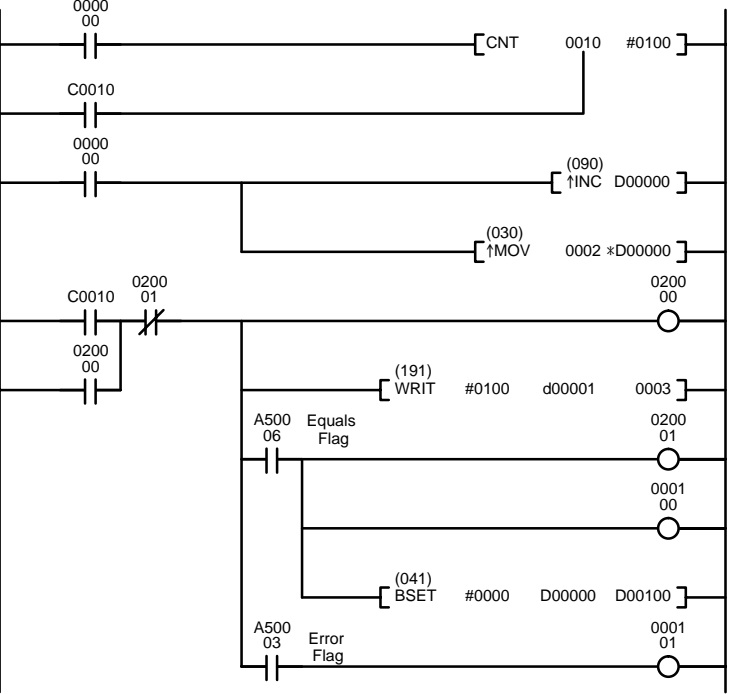 0000
00
CNT 0010 #0100
C0010
0000
00
(090)
↑INC D00000
(030)
↑MOV 0002 *D00000
C0010
0200
01
0200
00
0200
00
(191)
WRIT #0100 d00001 0003
A500
06
Equals
Flag
0200
01
0001
00
(041)
BSET #0000 D00000 D00100
A500
03
Error
Flag
0001
01